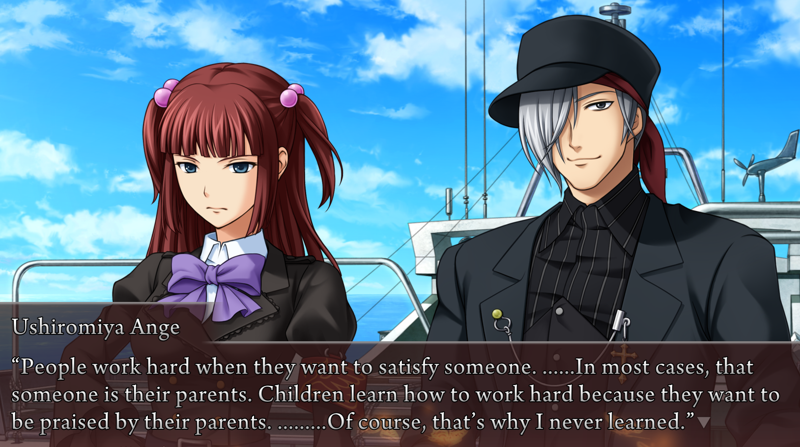 Ushiromiya Ange
“People work hard when they want to satisfy someone. ......In most cases, that
someone is their parents. Children learn how to work hard because they want to
be praised by their parents. .........Of course, that’s why I never learned.”